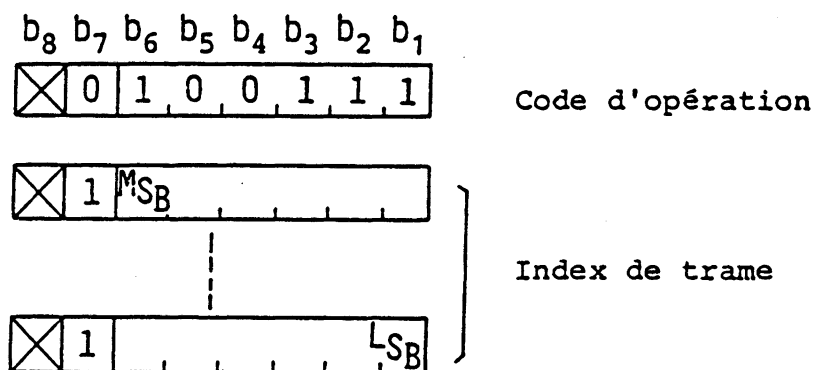 b8 b7 b6 b5 b4 b3 b2 b1
0 1 0 0 1 1 1 Code d'opération
1 MSB
Index de trame
1 LSB